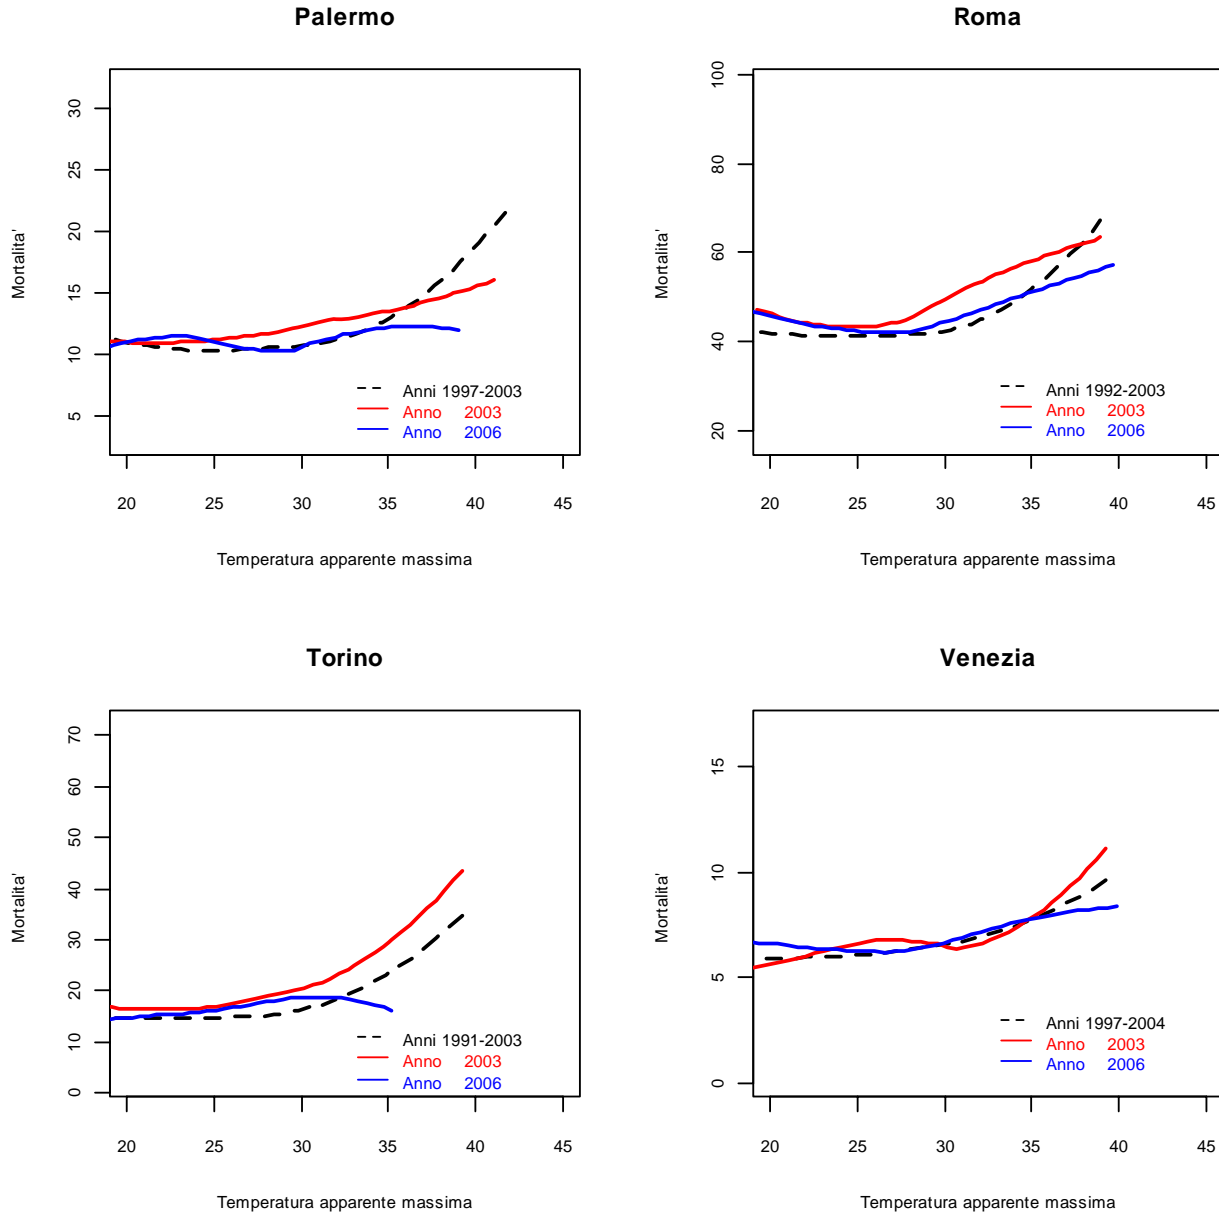 Palermo
Mortalita'
30
25
20
15
10
5
Anni 1997-2003
Anno 2003
Anno 2006
20 25 30 35 40 45
Temperatura apparente massima
Roma
Mortalita'
100
80
60
40
20
Anni 1992-2003
Anno 2003
Anno 2006
20 25 30 35 40 45
Temperatura apparente massima
Torino
Mortalita'
70
60
50
40
30
20
10
0
Anni 1991-2003
Anno 2003
Anno 2006
20 25 30 35 40 45
Temperatura apparente massima
Venezia
Mortalita'
15
10
5
0
Anni 1997-2004
Anno 2003
Anno 2006
20 25 30 35 40 45
Temperatura apparente massima